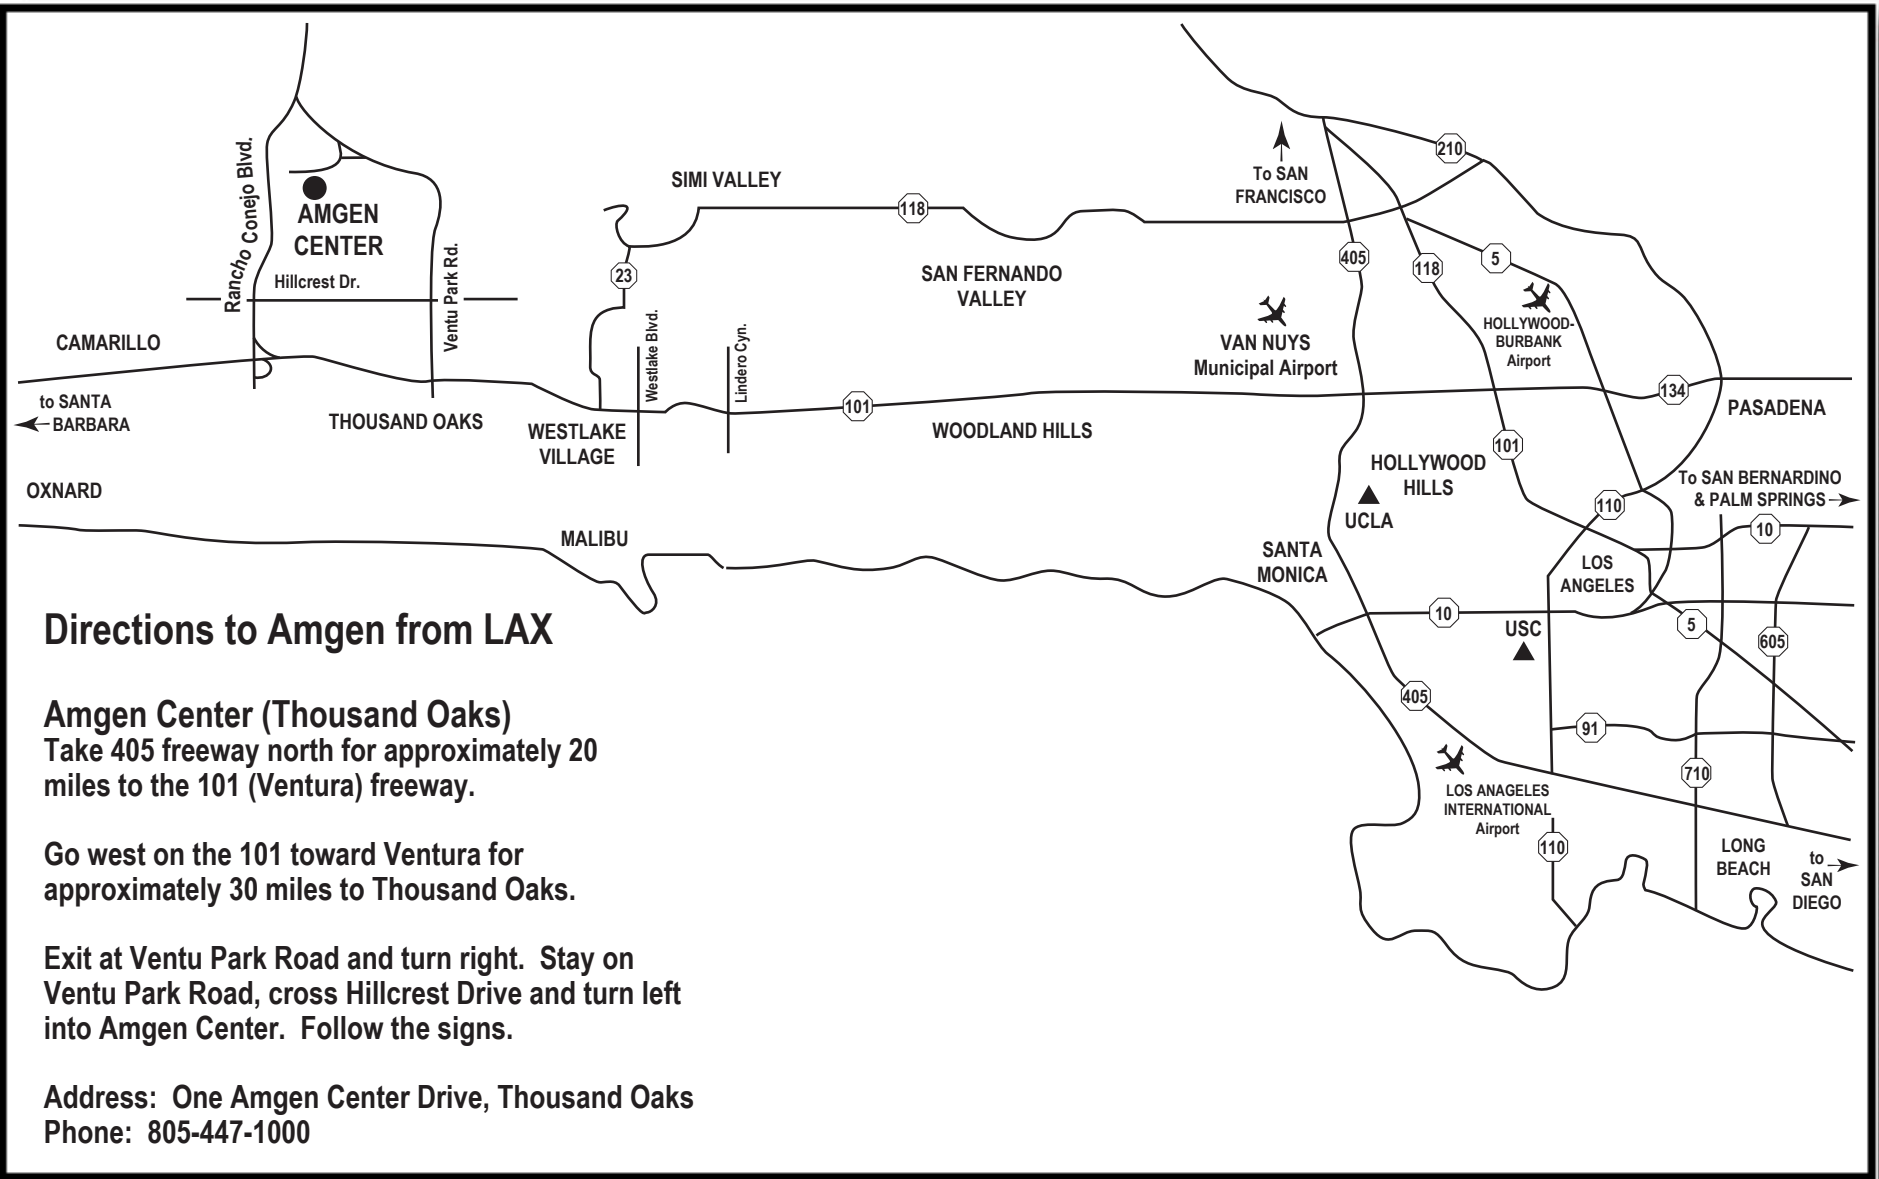 Rancho Conejo Blvd.
AMGEN
CENTER
Hillcrest Dr.
Ventu Park Rd.
CAMARILLO
to SANTA
BARBARA
THOUSAND OAKS
OXNARD
SIMI VALLEY
118
23
Westlake Blvd.
Lindero Cyn.
WESTLAKE
VILLAGE
101
SAN FERNANDO
VALLEY
WOODLAND HILLS
MALIBU
To SAN
FRANCISCO
210
405
118
5
HOLLYWOOD-
BURBANK
Airport
VAN NUYS
Municipal Airport
134
PASADENA
101
HOLLYWOOD
HILLS
UCLA
To SAN BERNARDINO
& PALM SPRINGS
110
10
SANTA
MONICA
LOS
ANGELES
10
USC
5
605
405
91
710
LOS ANAGELES
INTERNATIONAL
Airport
110
LONG
BEACH
to
SAN
DIEGO
Directions to Amgen from LAX
Amgen Center (Thousand Oaks)
Take 405 freeway north for approximately 20
miles to the 101 (Ventura) freeway.
Go west on the 101 toward Ventura for
approximately 30 miles to Thousand Oaks.
Exit at Ventu Park Road and turn right.  Stay on
Ventu Park Road, cross Hillcrest Drive and turn left
into Amgen Center.  Follow the signs.
Address:  One Amgen Center Drive, Thousand Oaks
Phone:  805-447-1000